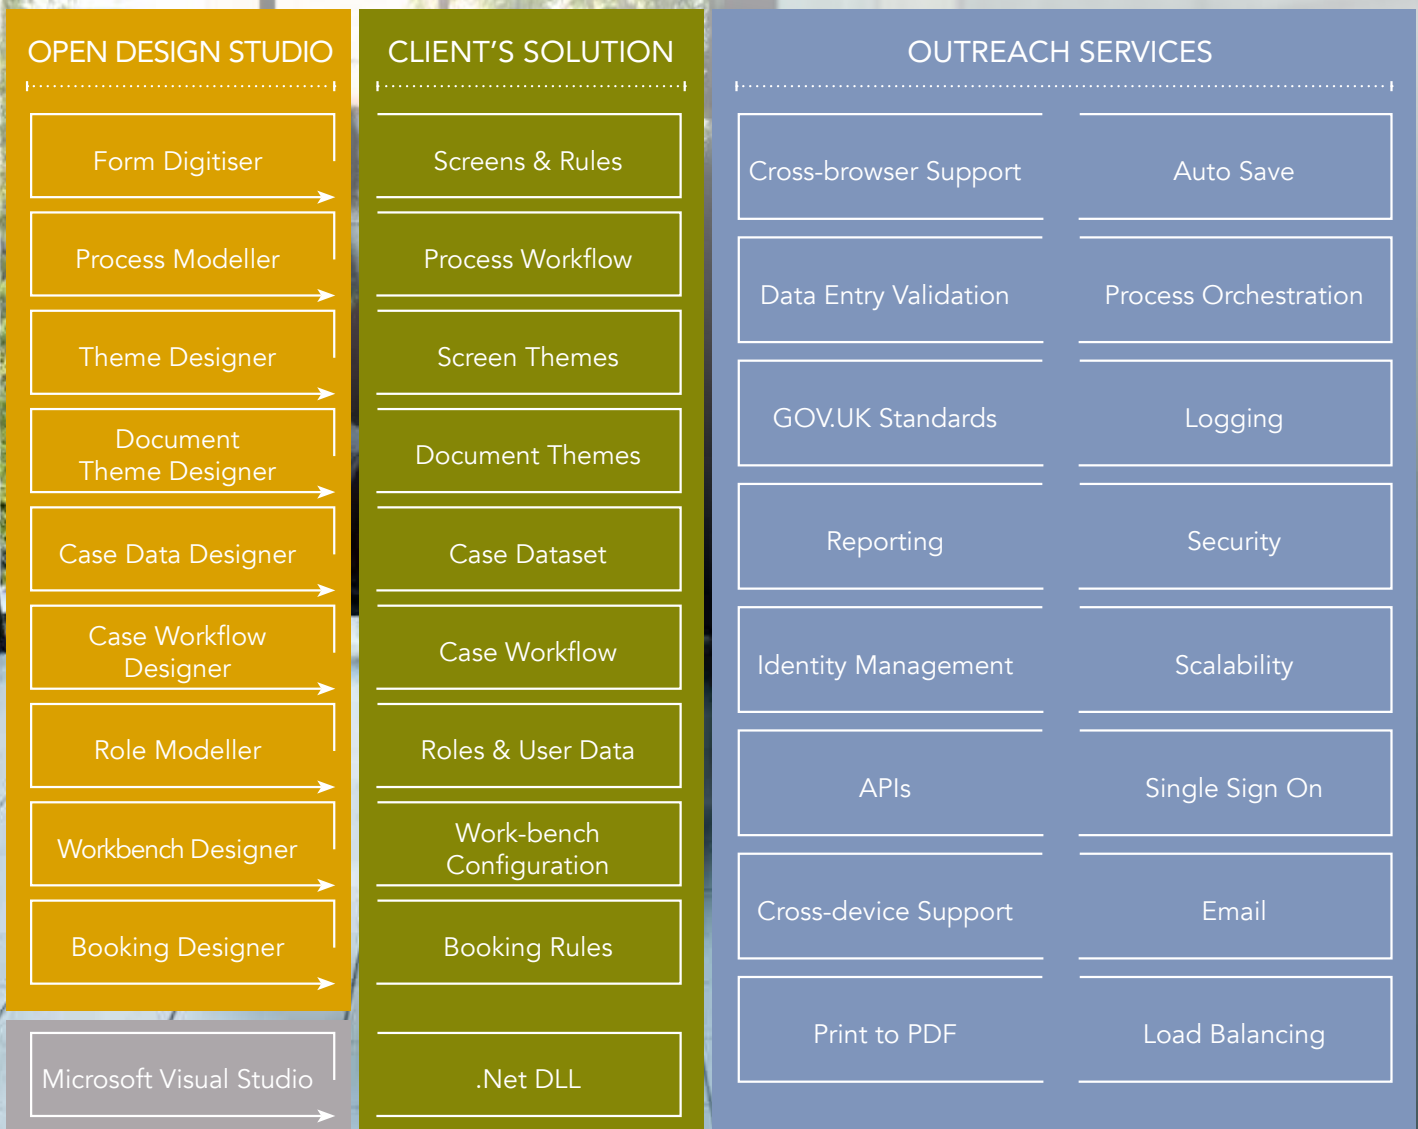 OPEN DESIGN STUDIO
Form Digitiser
Process Modeller
Theme Designer
Document
Theme Designer
Case Data Designer
Case Workflow
Designer
Role Modeller
Workbench Designer
Booking Designer
Microsoft Visual Studio
CLIENT'S SOLUTION
Screens & Rules
Process Workflow
Screen Themes
Document Themes
Case Dataset
Case Workflow
Roles & User Data
Work-bench
Configuration
Booking Rules
.Net DLL
OUTREACH SERVICES
Cross-browser Support
Auto Save
Data Entry Validation
Process Orchestration
GOV.UK Standards
Logging
Reporting
Security
Identity Management
Scalability
APIs
Single Sign On
Cross-device Support
Email
Print to PDF
Load Balancing